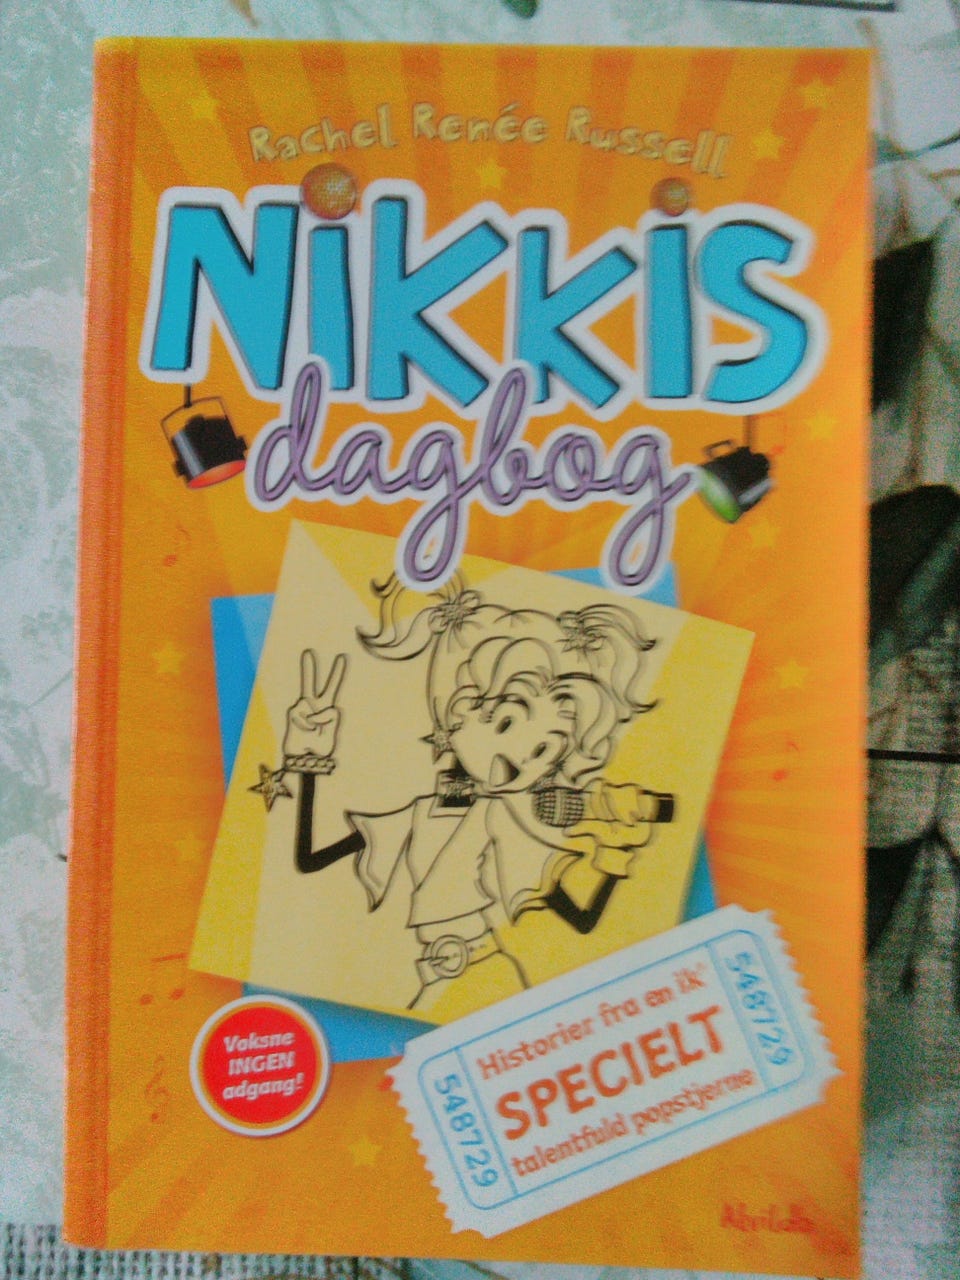 Rachel Renée Russell
NiKKiS
dagbog
Voksne
INGEN
adgang!
548729
Historier fra en ik'
SPECIELT
talentfuld popstjerne
548729